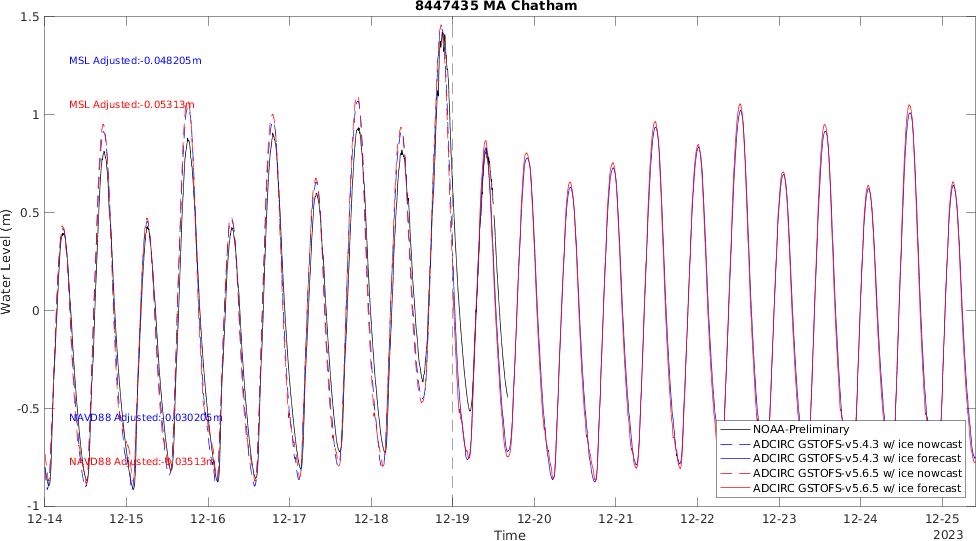 8447435 MA Chatham
1.5
MSL Adjusted:-0.048205m
MSL Adjusted:-0.05313m
1
0.5
Water Level (m)
0
-0.5
NAVD88 Adjusted:-0.030205m
NAVD88 Adjusted:-0.03513m
-1
NOAA-Preliminary
ADCIRC GSTOFS-v5.4.3 w/ ice nowcast
ADCIRC GSTOFS-v5.4.3 w/ ice forecast
ADCIRC GSTOFS-v5.6.5 w/ ice nowcast
ADCIRC GSTOFS-v5.6.5 w/ ice forecast
12-14 12-15 12-16 12-17 12-18 12-19 12-20 12-21 12-22 12-23 12-24 12-25
Time
2023